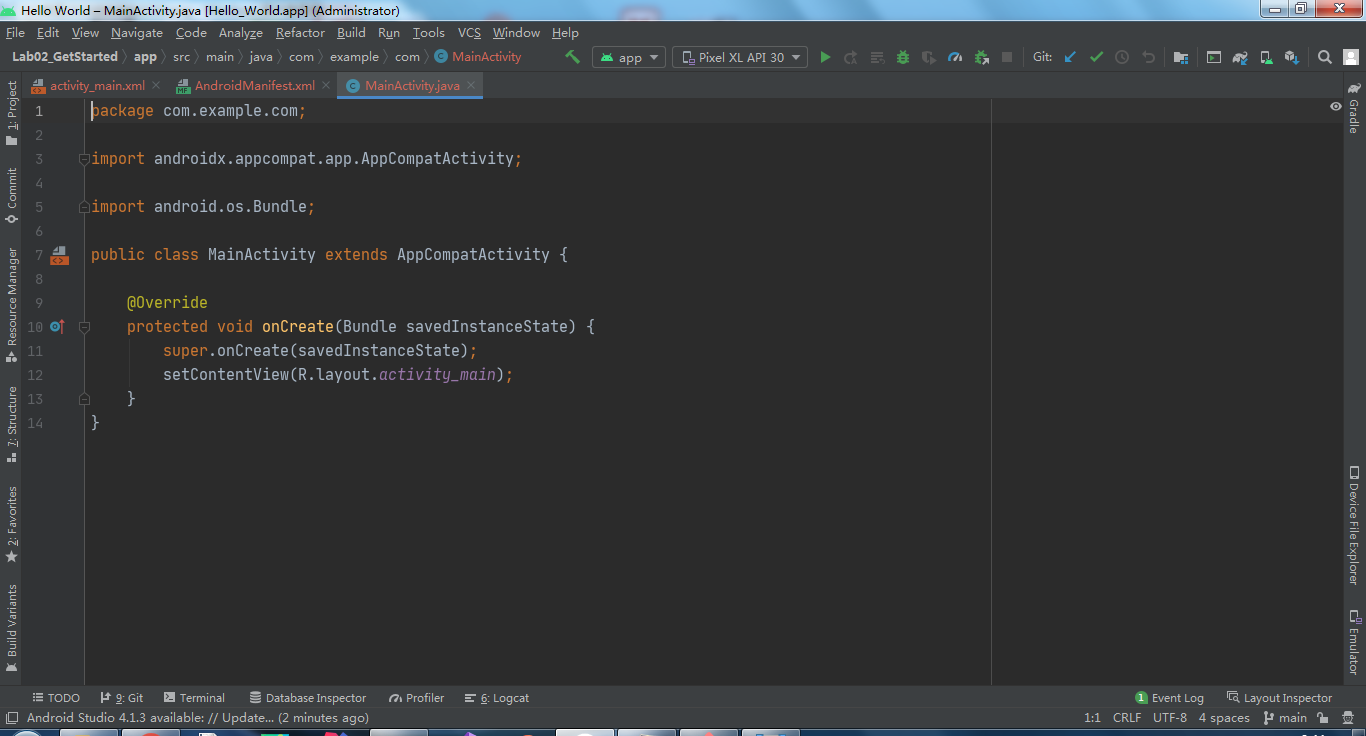 Hello World – MainActivity.java [Hello_World.app] (Administrator)
File Edit View Navigate Code Analyze Refactor Build Run Tools VCS Window Help
Lab02_GetStarted app src main java com example com MainActivity app Pixel XL API 30 Git:
activity_main.xml AndroidManifest.xml MainActivity.java
1: Project
Commit
Resource Manager
7: Structure
2: Favorites
Build Variants
1 package com.example.com;
2
3 import androidx.appcompat.app.AppCompatActivity;
4
5 import android.os.Bundle;
6
7 public class MainActivity extends AppCompatActivity {
8
9 @Override
10 protected void onCreate(Bundle savedInstanceState) {
11 super.onCreate(savedInstanceState);
12 setContentView(R.layout.activity_main);
13 }
14 }
Gradle
Device File Explorer
Emulator
TODO 9: Git Terminal Database Inspector Profiler 6: Logcat 1 Event Log Layout Inspector
Android Studio 4.1.3 available: // Update... (2 minutes ago) 1:1 CRLF UTF-8 4 spaces main